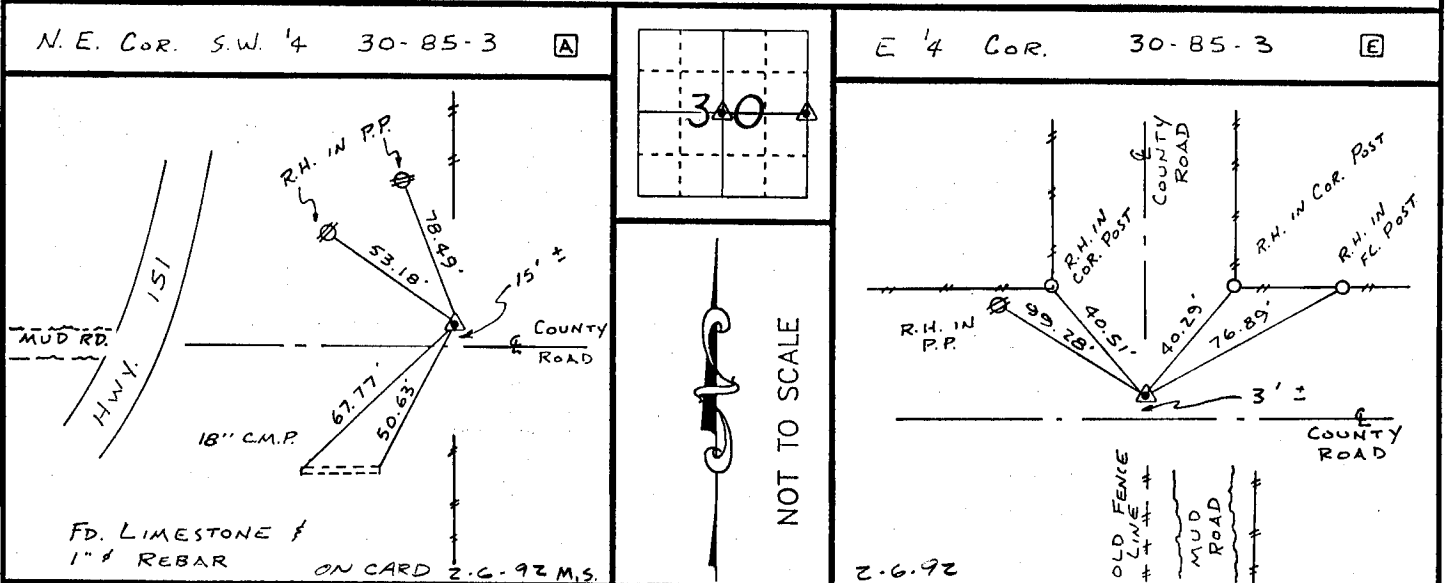 N. E. COR. S.W. '4 30-85-3 A
R.H. IN P.P.
78.49'
53.18'
15' ±
HWY. 151
MUD RD.
℄ COUNTY
ROAD
67.77'
50.63'
18" C.M.P.
FD. LIMESTONE &
1" ø REBAR
ON CARD 2-6-92 M.S.
30
NOT TO SCALE
E '4 COR. 30-85-3 E
℄ COUNTY
ROAD
R.H. IN
COR. POST
R.H. IN COR. POST
R.H. IN
FC. POST
R.H. IN
P.P.
99.28'
40.51'
40.29'
76.89'
3' ±
℄
COUNTY
ROAD
OLD FENCE
LINE
MUD
ROAD
2-6-92